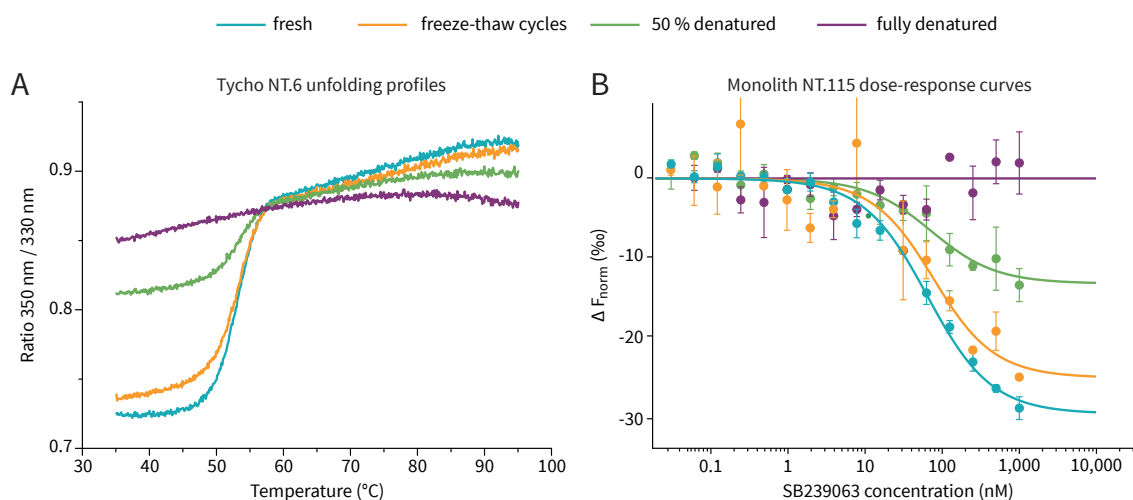 fresh freeze-thaw cycles 50 % denatured fully denatured
A
Tycho NT.6 unfolding profiles
0.9
0.8
0.7
Ratio 350 nm / 330 nm
30 40 50 60 70 80 90 100
Temperature (°C)
B
Monolith NT.115 dose-response curves
0
-10
-20
-30
Δ Fnorm (‰)
0.1 1 10 100 1,000 10,000
SB239063 concentration (nM)